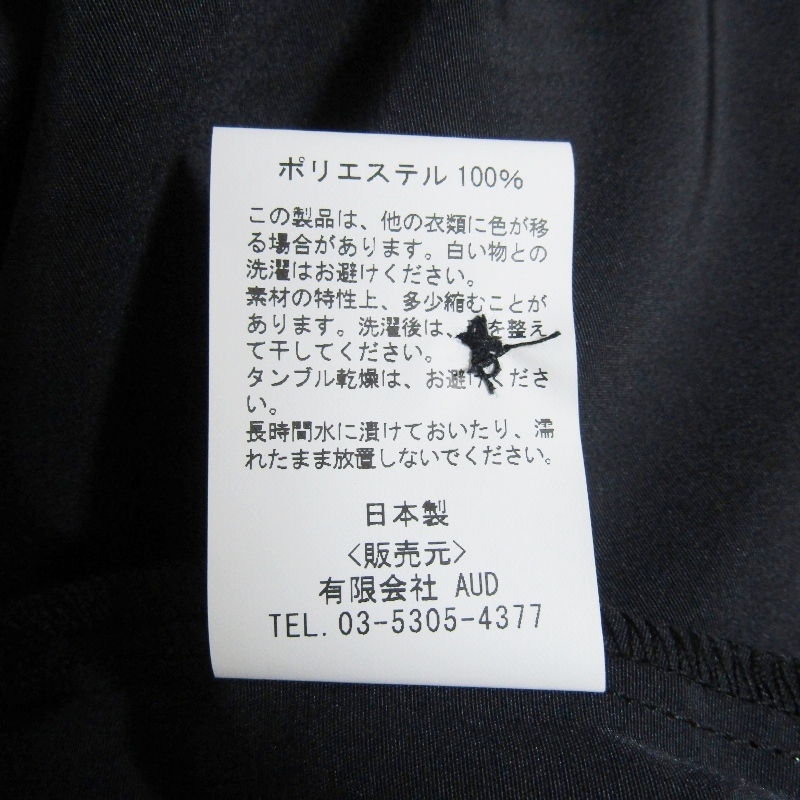 ポリエステル 100%
この製品は、他の衣類に色が移
る場合があります。白い物との
洗濯はお避けください。
素材の特性上、多少縮むことが
あります。洗濯後は、を整え
て干してください。
タンブル乾燥は、お避けくださ
い。
長時間水に漬けておいたり、濡
れたまま放置しないでください。
日本製
<販売元>
有限会社 AUD
TEL. 03-5305-4377